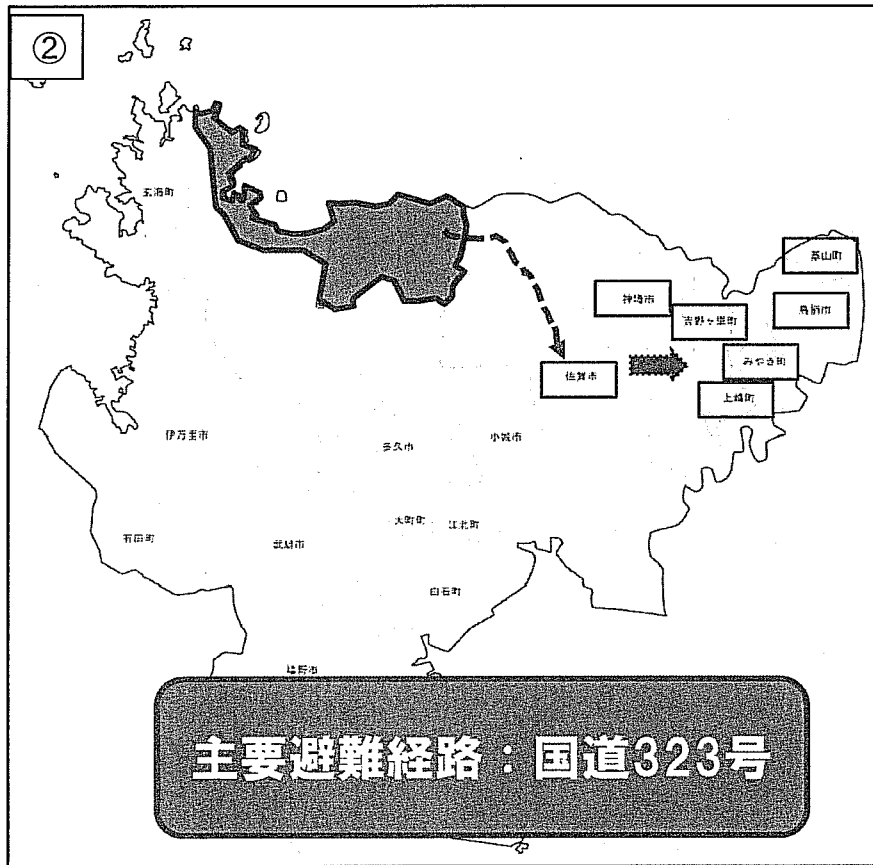 ②
玄海町
基山町
神埼市
鳥栖市
吉野ヶ里町
みやき町
佐賀市
上峰町
伊万里市
多久市
小城市
大町町
江北町
有田町
武雄市
白石町
嬉野市
主要避難経路：国道323号